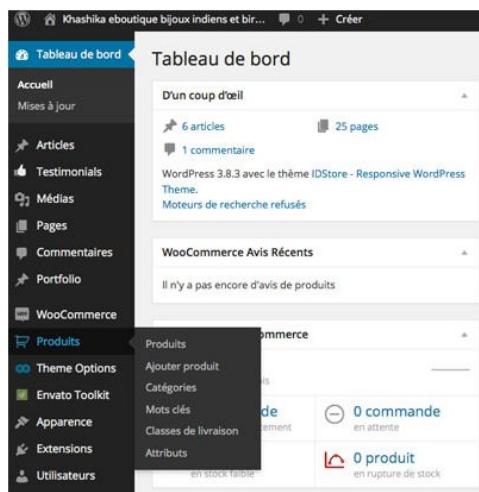 Khashika eboutique bijoux indiens et bir... 0 + Créer
Tableau de bord
Accueil
Mises à jour
Articles
Testimonials
Médias
Pages
Commentaires
Portfolio
WooCommerce
Produits
Theme Options
Envato Toolkit
Apparence
Extensions
Utilisateurs
Produits
Ajouter produit
Catégories
Mots clés
Classes de livraison
Attributs
Tableau de bord
D'un coup d'œil
6 articles
25 pages
1 commentaire
WordPress 3.8.3 avec le thème IDStore - Responsive WordPress
Theme.
Moteurs de recherche refusés
WooCommerce Avis Récents
Il n'y a pas encore d'avis de produits
0 commande
en attente
en stock faible
0 produit
en rupture de stock